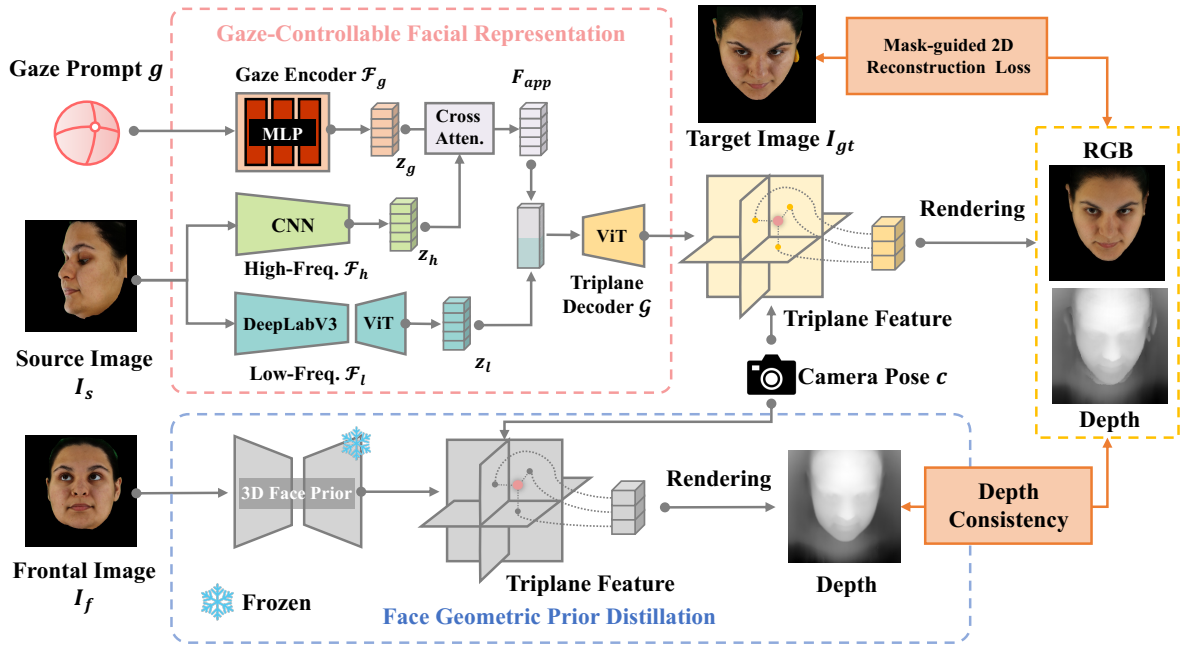 Gaze-Controllable Facial Representation
Gaze Prompt g
Gaze Encoder ℱg
MLP
zg
Cross
Atten.
Fapp
CNN
High-Freq. ℱh
zh
DeepLabV3
ViT
Low-Freq. ℱl
zl
ViT
Triplane
Decoder 𝒢
Source Image
Is
Target Image Igt
Mask-guided 2D
Reconstruction Loss
Triplane Feature
Rendering
RGB
Depth
Camera Pose c
Frontal Image
If
3D Face Prior
Frozen
Triplane Feature
Rendering
Depth
Depth
Consistency
Face Geometric Prior Distillation